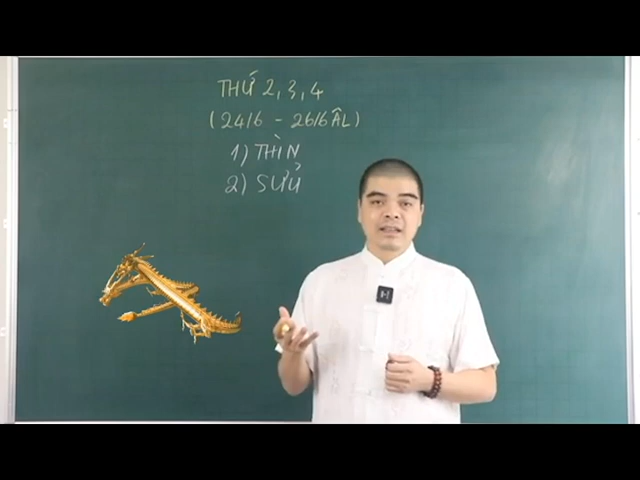 THỨ 2, 3, 4
(24/6 - 26/6 ÂL)
1) THÌN
2) SỬU
H